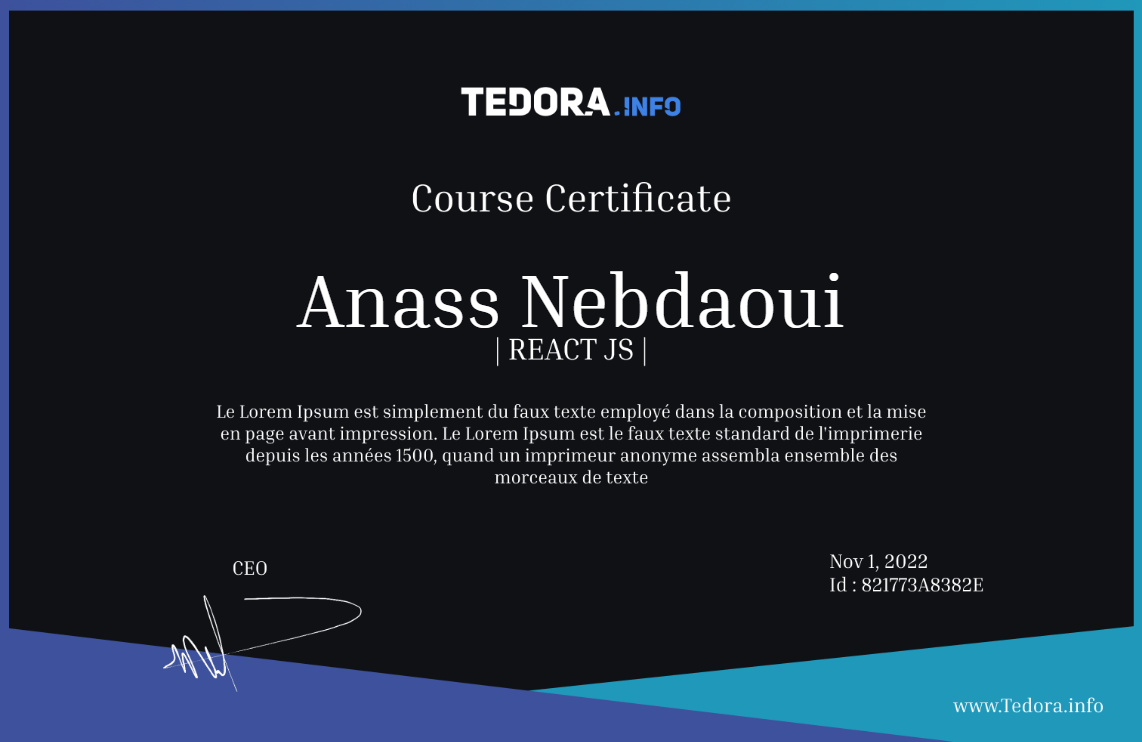 TEDORA.INFO
Course Certificate
Anass Nebdaoui
| REACT JS |
Le Lorem Ipsum est simplement du faux texte employé dans la composition et la mise
en page avant impression. Le Lorem Ipsum est le faux texte standard de l'imprimerie
depuis les années 1500, quand un imprimeur anonyme assembla ensemble des
morceaux de texte
CEO
Nov 1, 2022
Id : 821773A8382E
www.Tedora.info